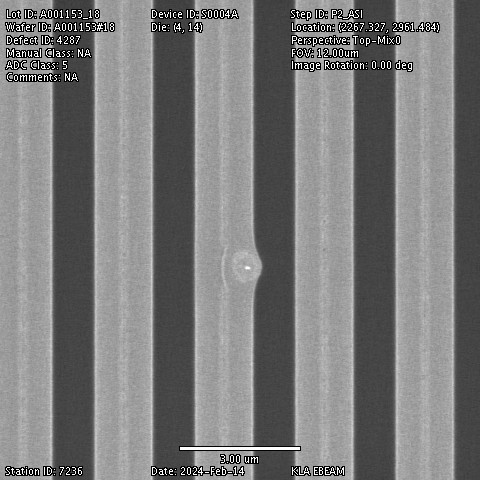 Lot ID: A001153_18
Wafer ID: A001153#18
Defect ID: 4287
Manual Class: NA
ADC Class: 5
Comments: NA
Device ID: S0004A
Die: (4, 14)
Step ID: P2_ASI
Location: (2267.327, 2961.484)
Perspective: Top-Mix0
FOV: 12.00um
Image Rotation: 0.00 deg
3.00 um
Station ID: 7236
Date: 2024-Feb-14
KLA EBEAM